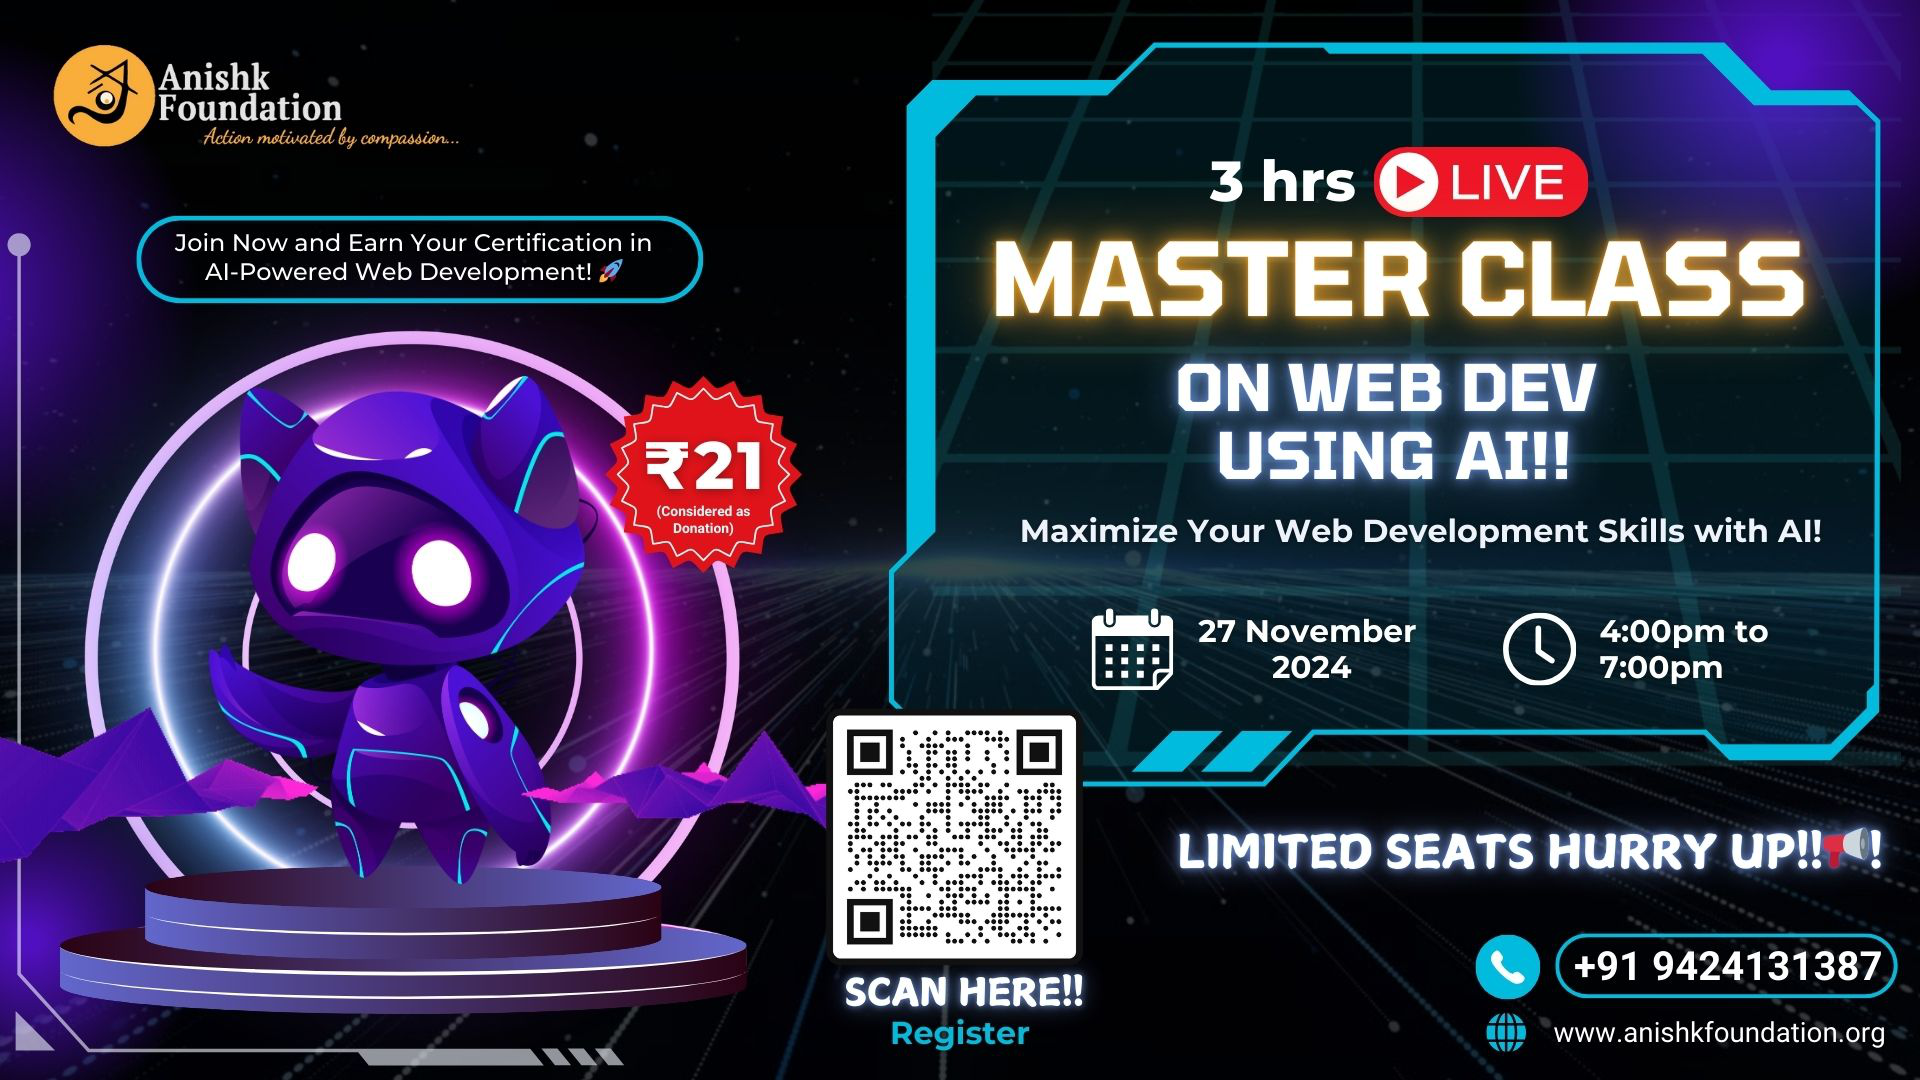 Anishk
Foundation
Action motivated by compassion...
Join Now and Earn Your Certification in
AI-Powered Web Development! 🚀
₹21
(Considered as
Donation)
3 hrs LIVE
MASTER CLASS
ON WEB DEV
USING AI!!
Maximize Your Web Development Skills with AI!
27 November
2024
4:00pm to
7:00pm
SCAN HERE!!
Register
LIMITED SEATS HURRY UP!!📢!
+91 9424131387
www.anishkfoundation.org